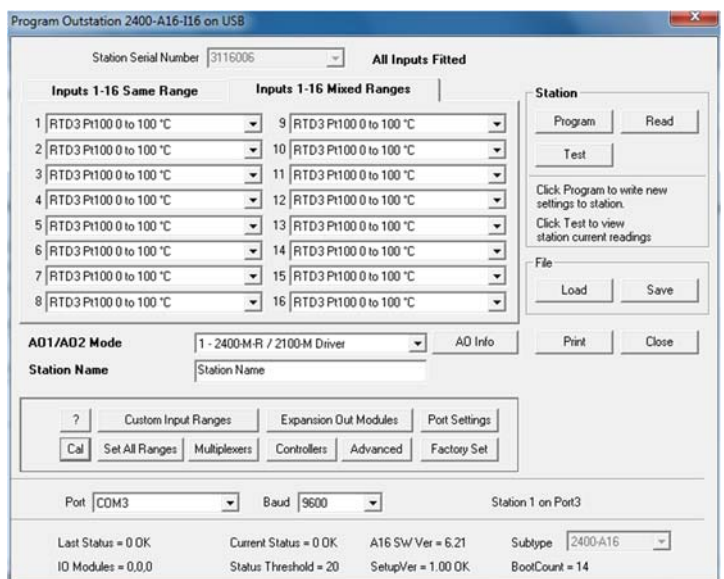 Program Outstation 2400-A16-I16 on USB
Station Serial Number 3116006 All Inputs Fitted
Inputs 1-16 Same Range Inputs 1-16 Mixed Ranges
1 RTD3 Pt100 0 to 100 °C 9 RTD3 Pt100 0 to 100 °C
2 RTD3 Pt100 0 to 100 °C 10 RTD3 Pt100 0 to 100 °C
3 RTD3 Pt100 0 to 100 °C 11 RTD3 Pt100 0 to 100 °C
4 RTD3 Pt100 0 to 100 °C 12 RTD3 Pt100 0 to 100 °C
5 RTD3 Pt100 0 to 100 °C 13 RTD3 Pt100 0 to 100 °C
6 RTD3 Pt100 0 to 100 °C 14 RTD3 Pt100 0 to 100 °C
7 RTD3 Pt100 0 to 100 °C 15 RTD3 Pt100 0 to 100 °C
8 RTD3 Pt100 0 to 100 °C 16 RTD3 Pt100 0 to 100 °C
Station
Program Read
Test
Click Program to write new
settings to station.
Click Test to view
station current readings
File
Load Save
AO1/AO2 Mode 1 - 2400-M-R / 2100-M Driver AO Info Print Close
Station Name Station Name
? Custom Input Ranges Expansion Out Modules Port Settings
Cal Set All Ranges Multiplexers Controllers Advanced Factory Set
Port COM3 Baud 9600 Station 1 on Port3
Last Status = 0 OK Current Status = 0 OK A16 SW Ver = 6.21 Subtype 2400-A16
IO Modules = 0,0,0 Status Threshold = 20 SetupVer = 1.00 OK BootCount = 14